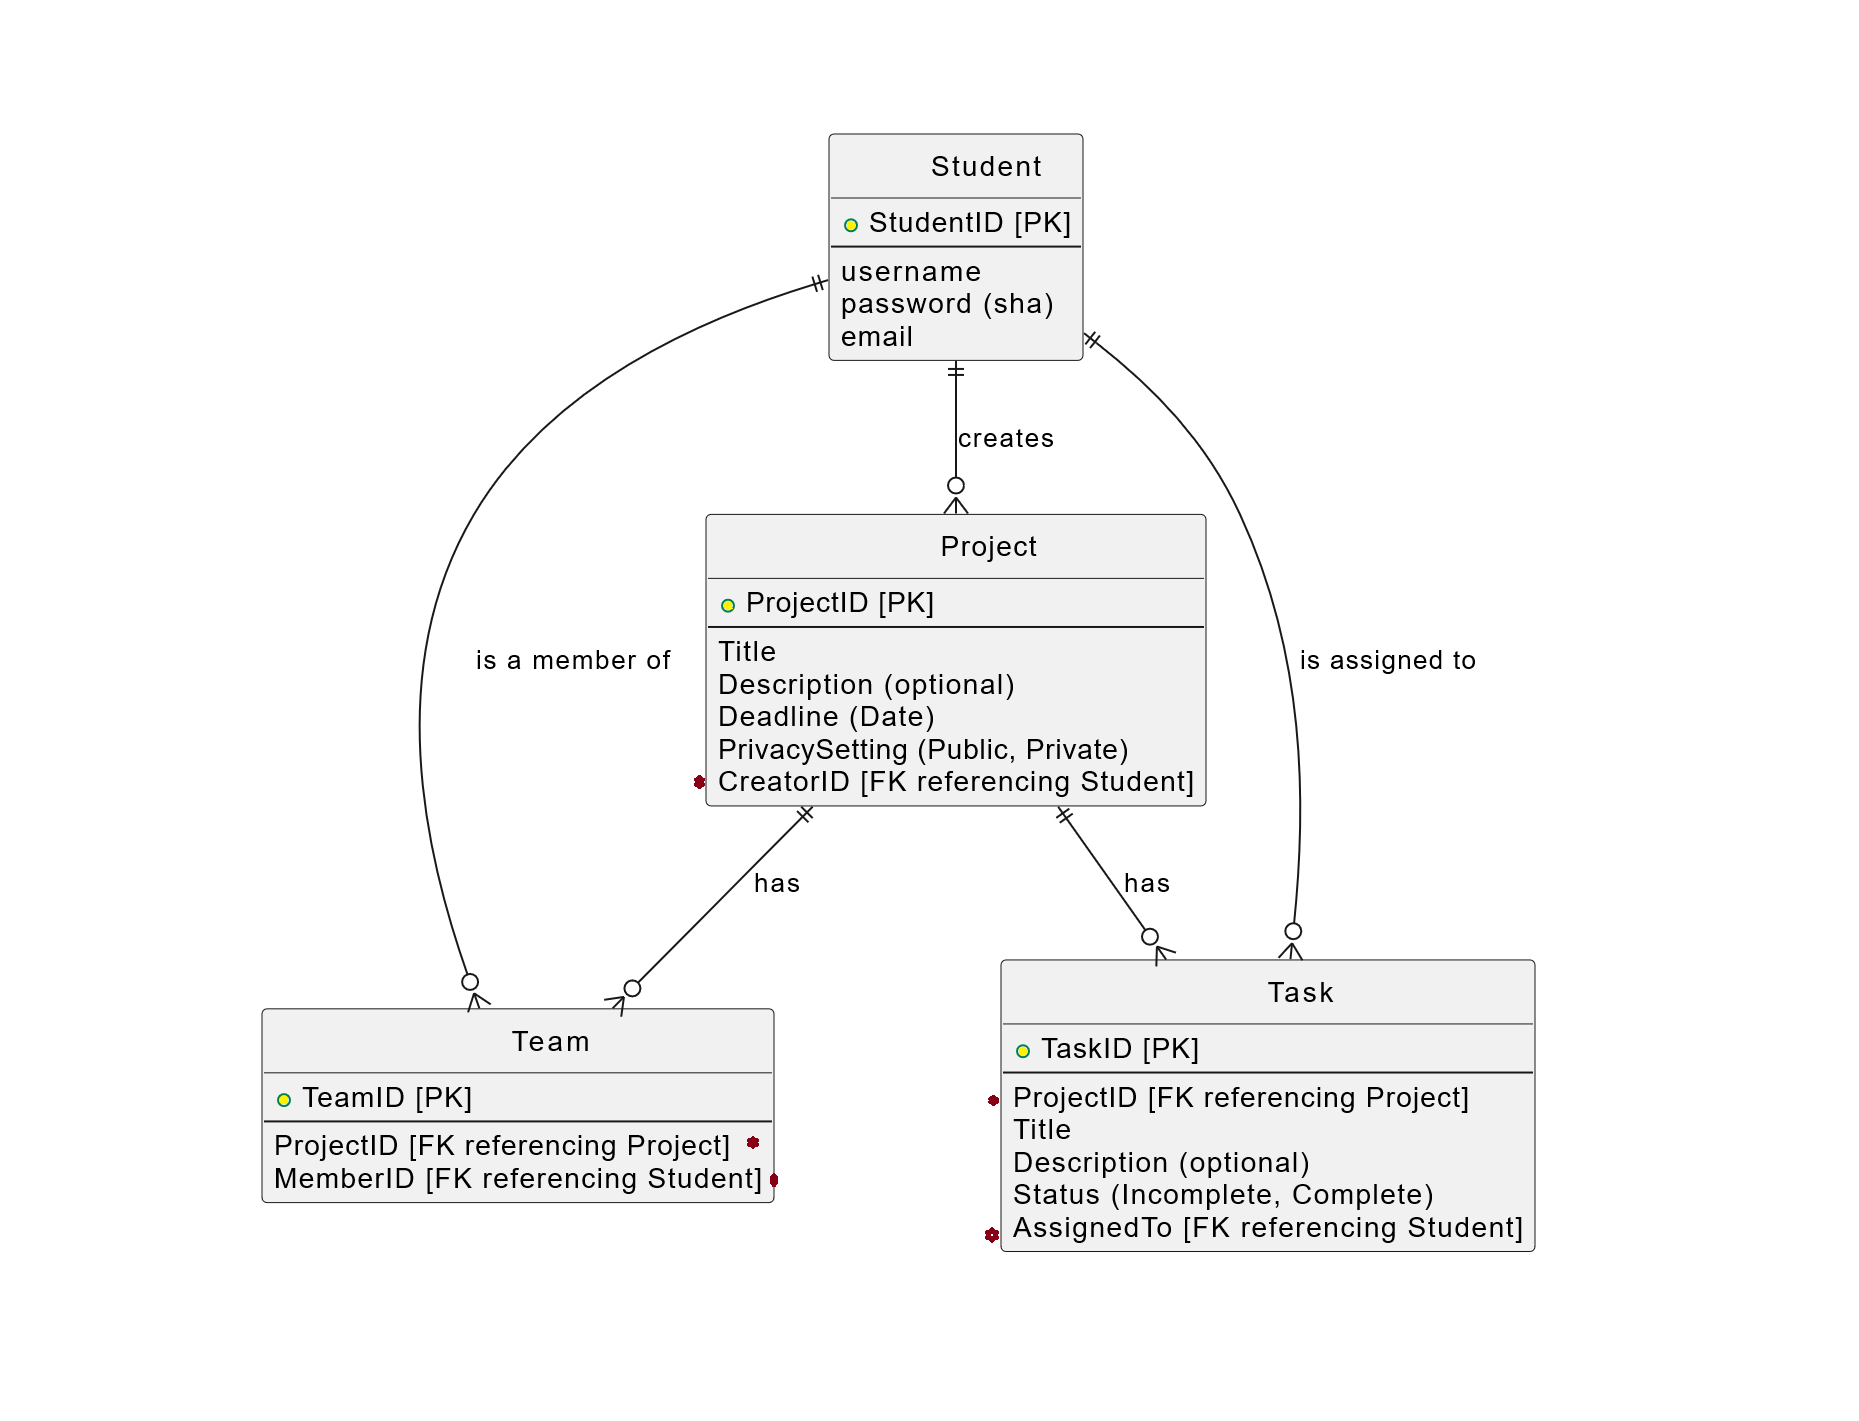 Student
StudentID [PK]
username
password (sha)
email
creates
Project
ProjectID [PK]
Title
Description (optional)
Deadline (Date)
PrivacySetting (Public, Private)
CreatorID [FK referencing Student]
is a member of
is assigned to
has
has
Team
TeamID [PK]
ProjectID [FK referencing Project]
MemberID [FK referencing Student]
Task
TaskID [PK]
ProjectID [FK referencing Project]
Title
Description (optional)
Status (Incomplete, Complete)
AssignedTo [FK referencing Student]